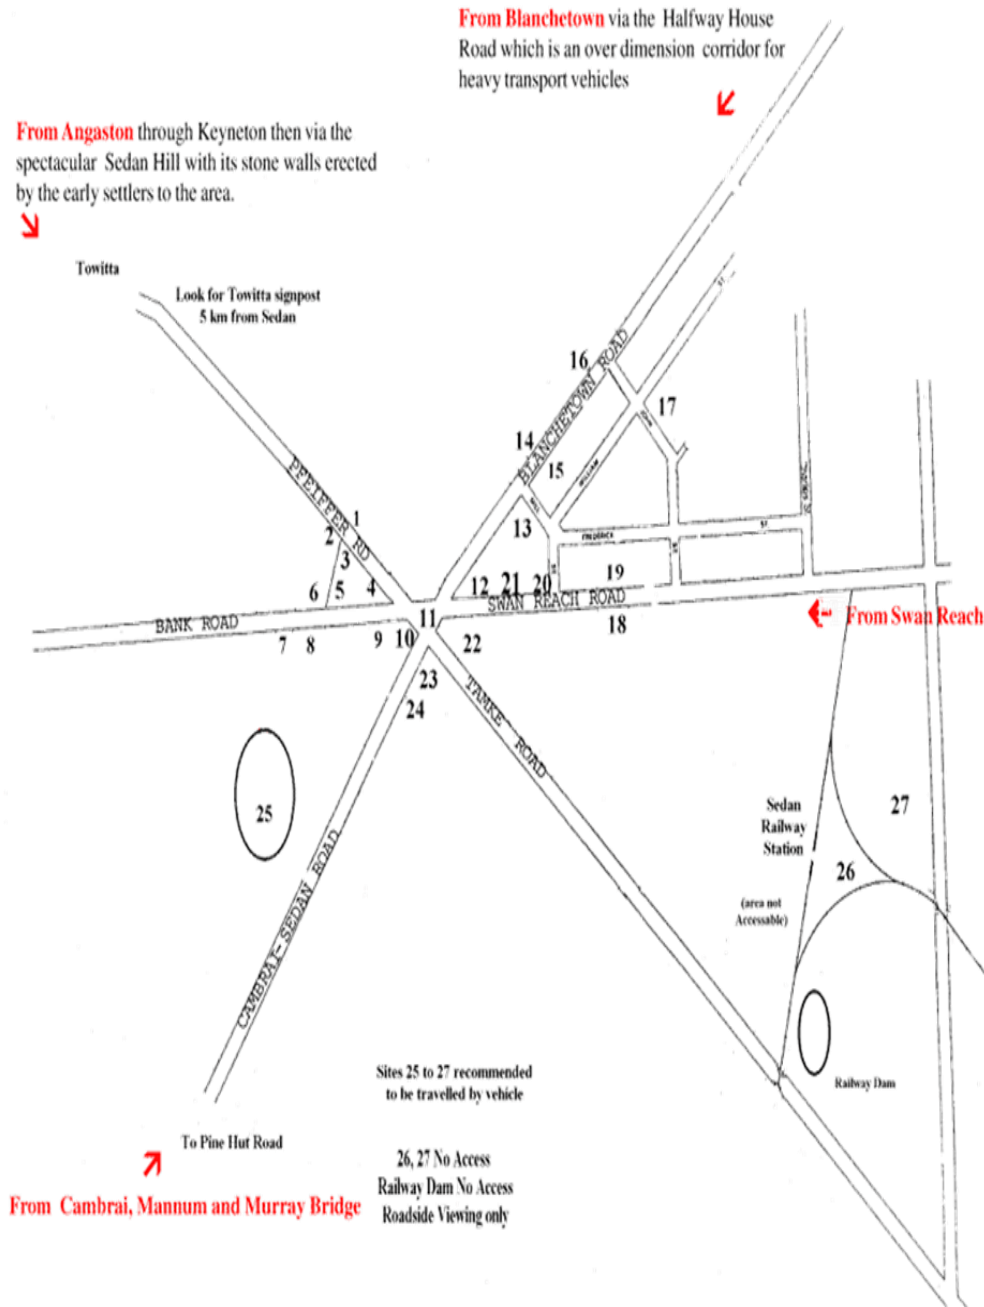 From Blanchetown via the Halfway House
Road which is an over dimension corridor for
heavy transport vehicles
From Angaston through Keyneton then via the
spectacular Sedan Hill with its stone walls erected
by the early settlers to the area.
Towitta
Look for Towitta signpost
5 km from Sedan
ST
16
BLANCHETOWN ROAD
17
14
15
WILLIAM
PFEIFFER RD
1
2
3
4
5
6
13
FREDERICK
ST
12
21
20
19
SWAN REACH ROAD
11
BANK ROAD
7
8
9
10
22
18
From Swan Reach
23
24
TAMKE ROAD
25
CAMBRAI-SEDAN ROAD
Sedan
Railway
Station
27
26
(area not
Accessable)
Railway Dam
Sites 25 to 27 recommended
to be travelled by vehicle
To Pine Hut Road
26, 27 No Access
Railway Dam No Access
Roadside Viewing only
From Cambrai, Mannum and Murray Bridge